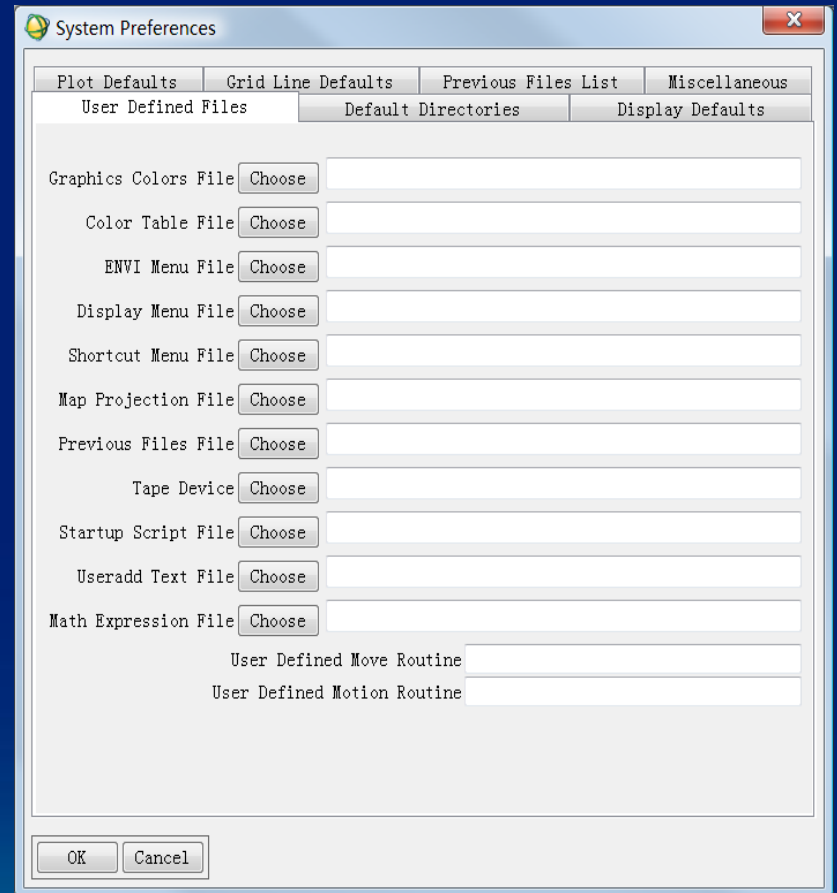 System Preferences
Plot Defaults Grid Line Defaults Previous Files List Miscellaneous
User Defined Files Default Directories Display Defaults
Graphics Colors File Choose
Color Table File Choose
ENVI Menu File Choose
Display Menu File Choose
Shortcut Menu File Choose
Map Projection File Choose
Previous Files File Choose
Tape Device Choose
Startup Script File Choose
Useradd Text File Choose
Math Expression File Choose
User Defined Move Routine
User Defined Motion Routine
OK Cancel